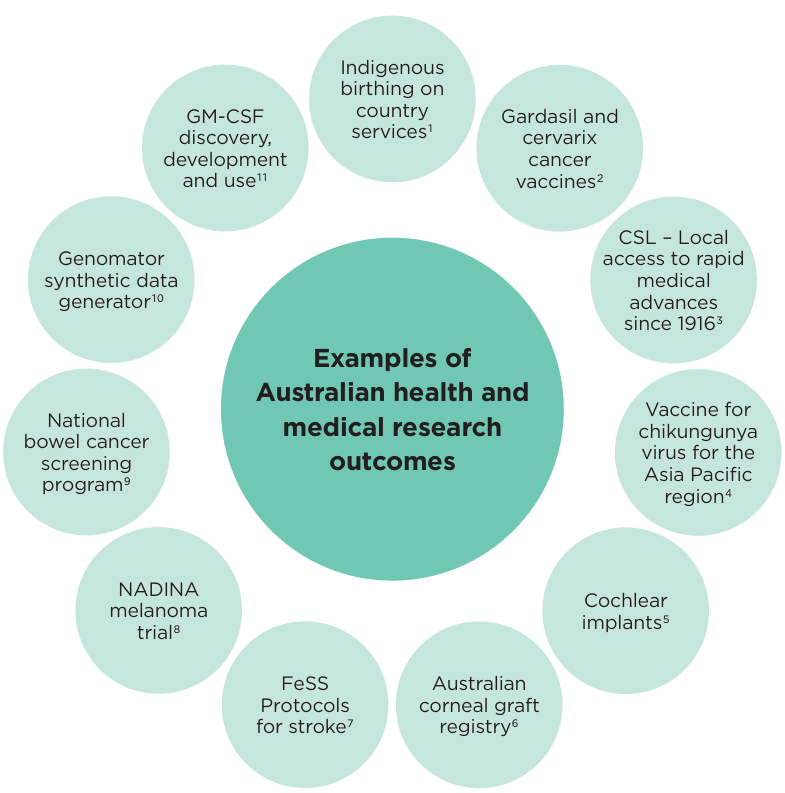 Examples of
Australian health and
medical research
outcomes
Indigenous
birthing on
country
services¹
Gardasil and
cervarix
cancer
vaccines²
CSL – Local
access to rapid
medical
advances
since 1916³
Vaccine for
chikungunya
virus for the
Asia Pacific
region⁴
Cochlear
implants⁵
Australian
corneal graft
registry⁶
FeSS
Protocols
for stroke⁷
NADINA
melanoma
trial⁸
National
bowel cancer
screening
program⁹
Genomator
synthetic data
generator¹⁰
GM-CSF
discovery,
development
and use¹¹